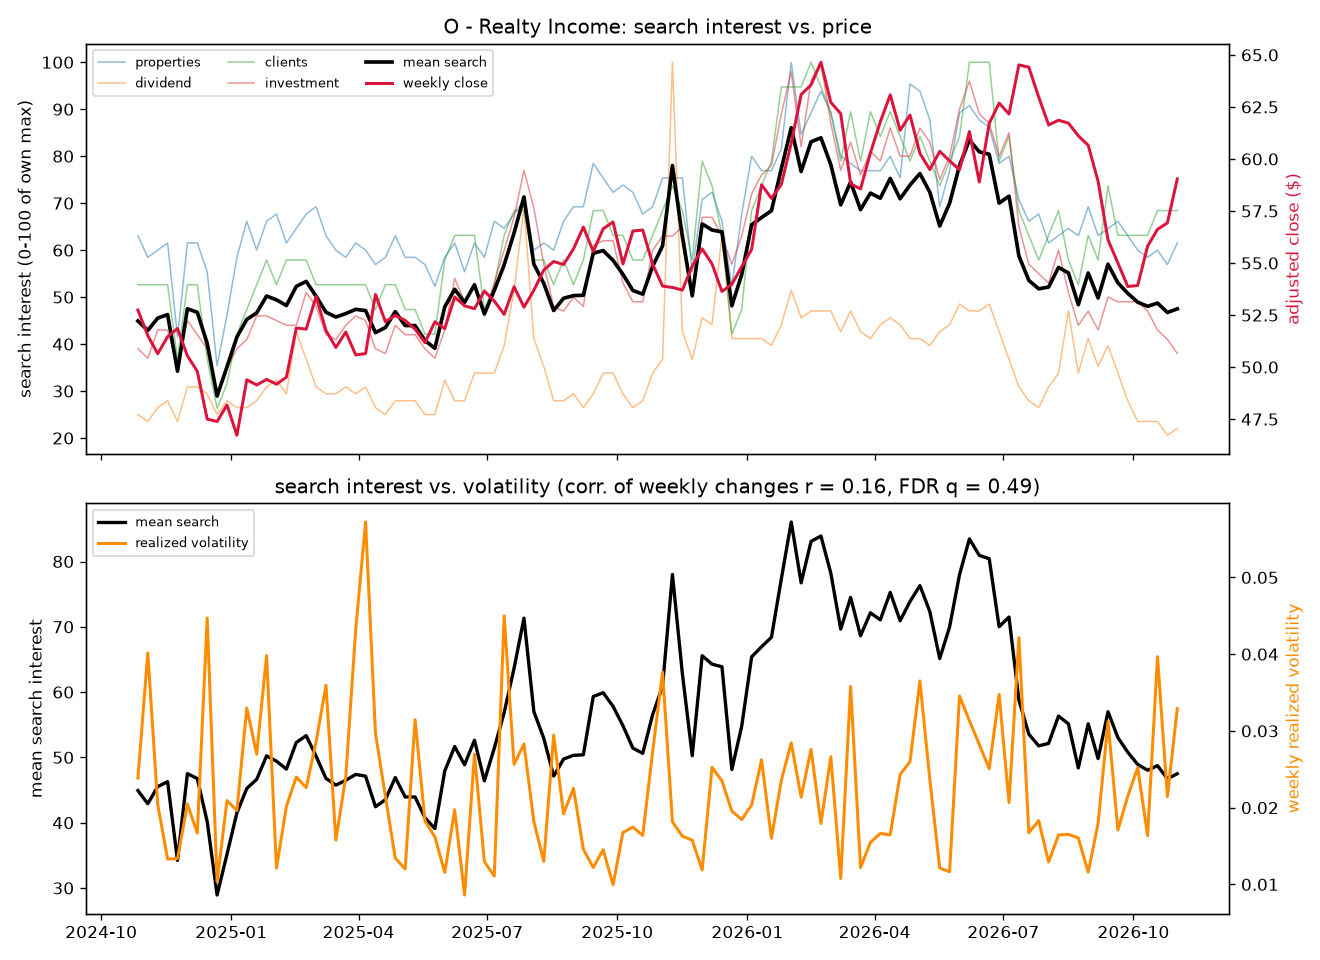 O - Realty Income: search interest vs. price
properties
dividend
clients
investment
mean search
weekly close
search interest (0-100 of own max)
100
90
80
70
60
50
40
30
20
adjusted close ($)
65.0
62.5
60.0
57.5
55.0
52.5
50.0
47.5
search interest vs. volatility (corr. of weekly changes r = 0.16, FDR q = 0.49)
mean search
realized volatility
mean search interest
80
70
60
50
40
30
weekly realized volatility
0.05
0.04
0.03
0.02
0.01
2024-10 2025-01 2025-04 2025-07 2025-10 2026-01 2026-04 2026-07 2026-10